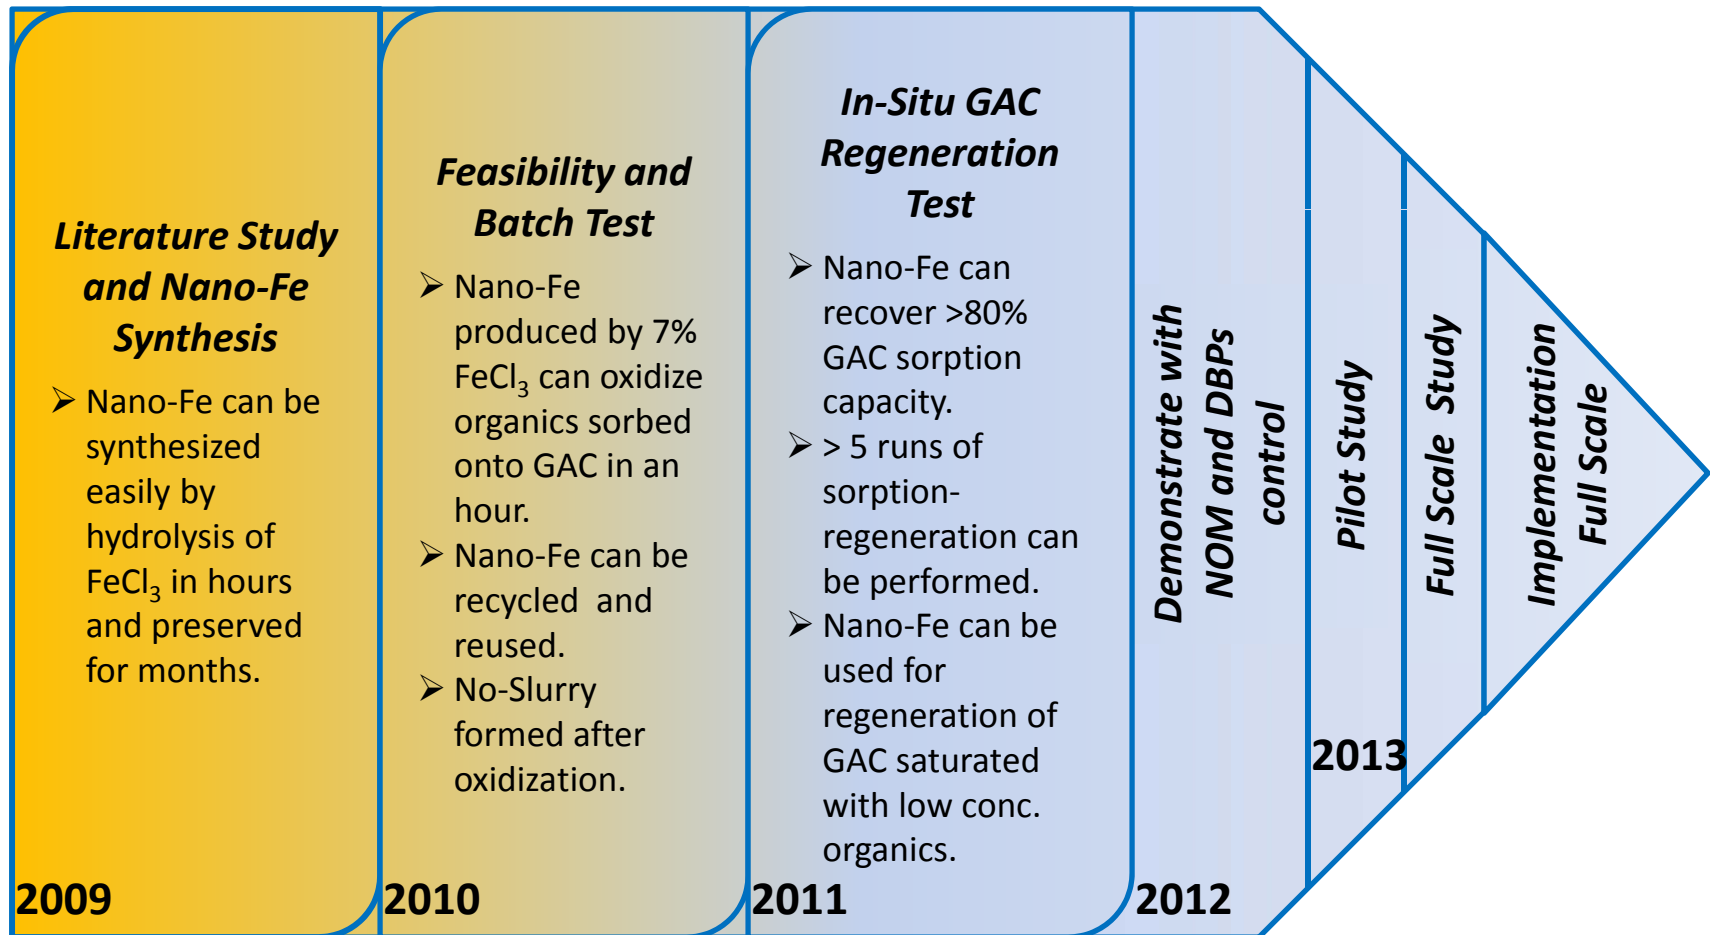 Literature Study
and Nano-Fe
Synthesis
➢ Nano-Fe can be
synthesized
easily by
hydrolysis of
FeCl₃ in hours
and preserved
for months.
2009
Feasibility and
Batch Test
➢ Nano-Fe
produced by 7%
FeCl₃ can oxidize
organics sorbed
onto GAC in an
hour.
➢ Nano-Fe can be
recycled and
reused.
➢ No-Slurry
formed after
oxidization.
2010
In-Situ GAC
Regeneration
Test
➢ Nano-Fe can
recover >80%
GAC sorption
capacity.
➢ > 5 runs of
sorption-
regeneration can
be performed.
➢ Nano-Fe can be
used for
regeneration of
GAC saturated
with low conc.
organics.
2011
Demonstrate with
NOM and DBPs
control
2012
Pilot Study
2013
Full Scale Study
Implementation
Full Scale